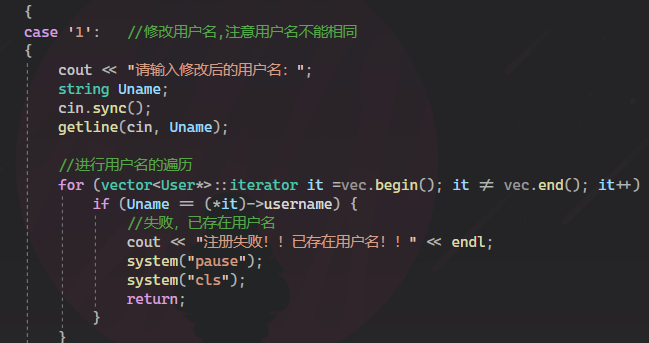 {
case '1':   //修改用户名,注意用户名不能相同
{
    cout << "请输入修改后的用户名：";
    string Uname;
    cin.sync();
    getline(cin, Uname);
    //进行用户名的遍历
    for (vector<User*>::iterator it =vec.begin(); it != vec.end(); it++)
        if (Uname == (*it)->username) {
            //失败，已存在用户名
            cout << "注册失败！！已存在用户名！！" << endl;
            system("pause");
            system("cls");
            return;
        }
    }